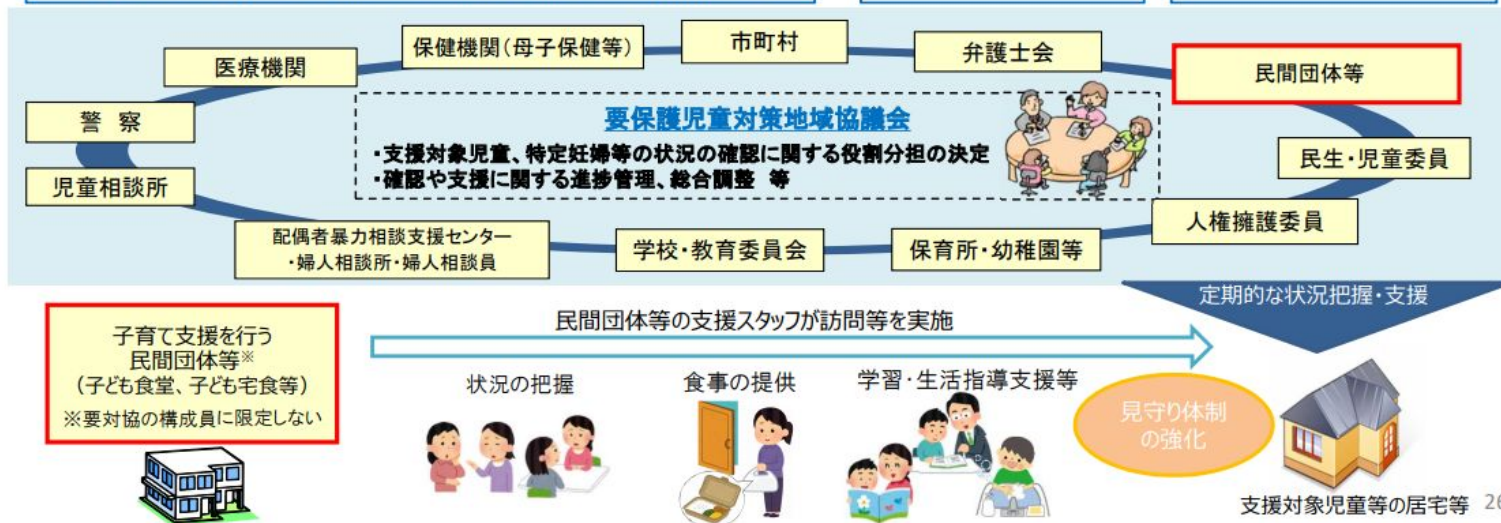 保健機関(母子保健等)
市町村
弁護士会
医療機関
民間団体等
警 察
要保護児童対策地域協議会
・支援対象児童、特定妊婦等の状況の確認に関する役割分担の決定
・確認や支援に関する進捗管理、総合調整 等
民生・児童委員
児童相談所
人権擁護委員
配偶者暴力相談支援センター
・婦人相談所・婦人相談員
学校・教育委員会
保育所・幼稚園等
定期的な状況把握・支援
子育て支援を行う
民間団体等※
(子ども食堂、子ども宅食等)
※要対協の構成員に限定しない
民間団体等の支援スタッフが訪問等を実施
状況の把握
食事の提供
学習・生活指導支援等
見守り体制
の強化
支援対象児童等の居宅等
26